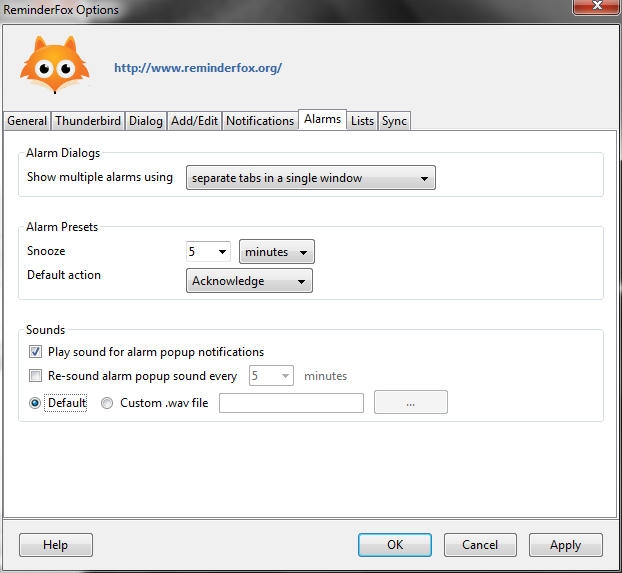 ReminderFox Options
http://www.reminderfox.org/
General Thunderbird Dialog Add/Edit Notifications Alarms Lists Sync
Alarm Dialogs
Show multiple alarms using separate tabs in a single window
Alarm Presets
Snooze 5 minutes
Default action Acknowledge
Sounds
Play sound for alarm popup notifications
Re-sound alarm popup sound every 5 minutes
Default Custom .wav file ...
Help OK Cancel Apply